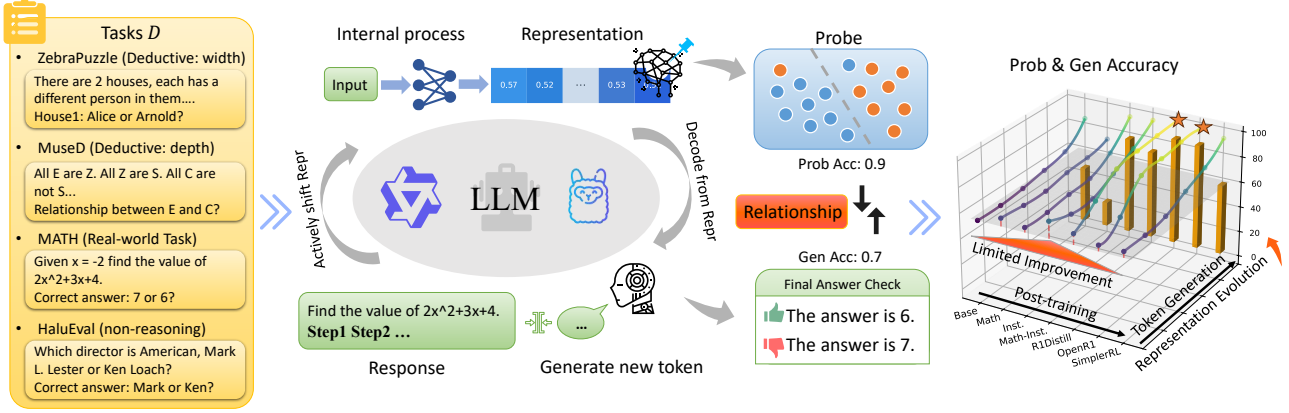 Tasks D
• ZebraPuzzle (Deductive: width)
There are 2 houses, each has a
different person in them....
House1: Alice or Arnold?
• MuseD (Deductive: depth)
All E are Z. All Z are S. All C are
not S...
Relationship between E and C?
• MATH (Real-world Task)
Given x = -2 find the value of
2x^2+3x+4.
Correct answer: 7 or 6?
• HaluEval (non-reasoning)
Which director is American, Mark
L. Lester or Ken Loach?
Correct answer: Mark or Ken?
Internal process
Representation
Input
0.57
0.52
...
0.53
Actively shift Repr
LLM
Decode from Repr
Find the value of 2x^2+3x+4.
Step1 Step2 ...
...
Response
Generate new token
Probe
Prob Acc: 0.9
Relationship
Gen Acc: 0.7
Final Answer Check
The answer is 6.
The answer is 7.
Prob & Gen Accuracy
100
80
60
40
20
0
Limited Improvement
Post-training
Token Generation
Representation Evolution
Base
Math
Inst.
Math-Inst.
R1Distill
OpenR1
SimplerRL